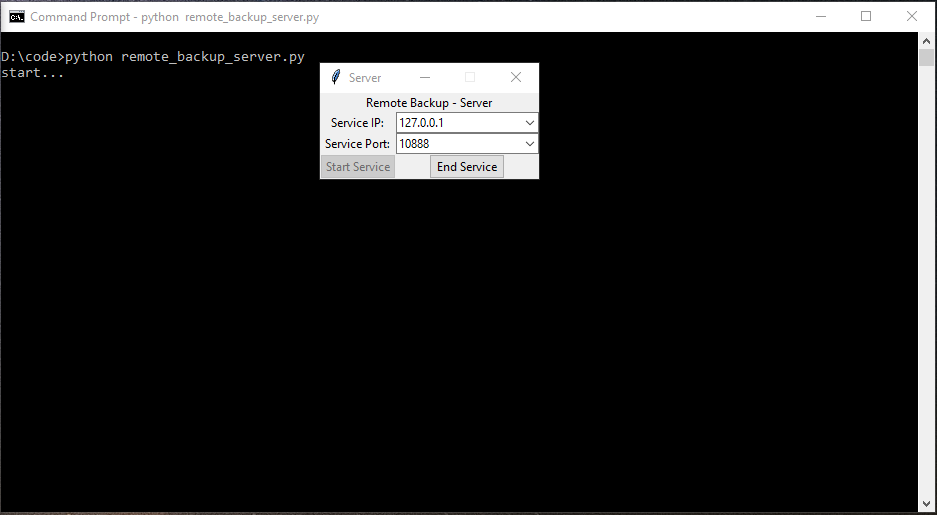 Command Prompt - python  remote_backup_server.py
D:\code>python remote_backup_server.py
start...
Server
Remote Backup - Server
Service IP: 127.0.0.1
Service Port: 10888
Start Service End Service